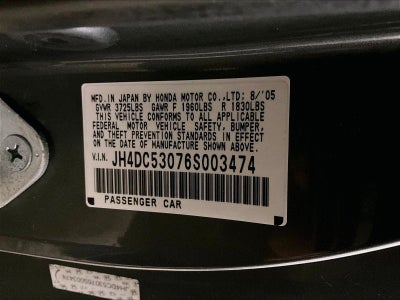 MFD. IN JAPAN BY HONDA MOTOR CO.,LTD; 8/'05
GVWR 3725LBS GAWR F 1960LBS R 1830LBS
THIS VEHICLE CONFORMS TO ALL APPLICABLE
FEDERAL MOTOR VEHICLE SAFETY, BUMPER,
AND THEFT PREVENTION STANDARDS IN EFFECT
ON THE DATE OF MANUFACTURE SHOWN ABOVE.
V.I.N. JH4DC53076S003474
PASSENGER CAR
JH4DC53076S003474